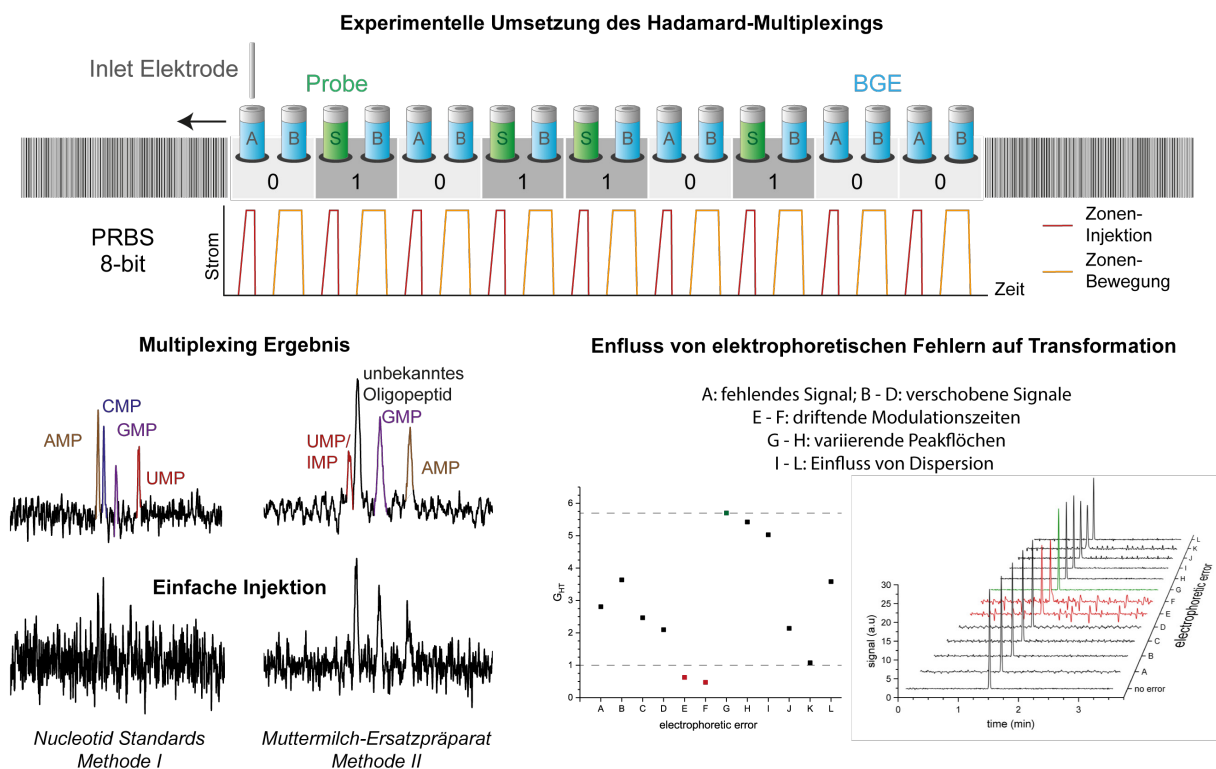 Experimentelle Umsetzung des Hadamard-Multiplexings
Inlet Elektrode
Probe
BGE
A B S B A B S B S B A B S B A B A B
0 1 0 1 1 0 1 0 0
PRBS
8-bit
Strom
Zeit
Zonen-
Injektion
Zonen-
Bewegung
Multiplexing Ergebnis
AMP
CMP
GMP
UMP
unbekanntes
Oligopeptid
UMP/
IMP
GMP
AMP
Einfache Injektion
Nucleotid Standards
Methode I
Muttermilch-Ersatzpräparat
Methode II
Enfluss von elektrophoretischen Fehlern auf Transformation
A: fehlendes Signal; B - D: verschobene Signale
E - F: driftende Modulationszeiten
G - H: variierende Peakflöchen
I - L: Einfluss von Dispersion
GHT
6
5
4
3
2
1
0
A B C D E F G H I J K L
electrophoretic error
signal (a.u)
35
30
25
20
15
10
5
0
0 1 2 3
time (min)
L
K
J
I
H
G
F
E
D
C
B
A
no error
electrophoretic error